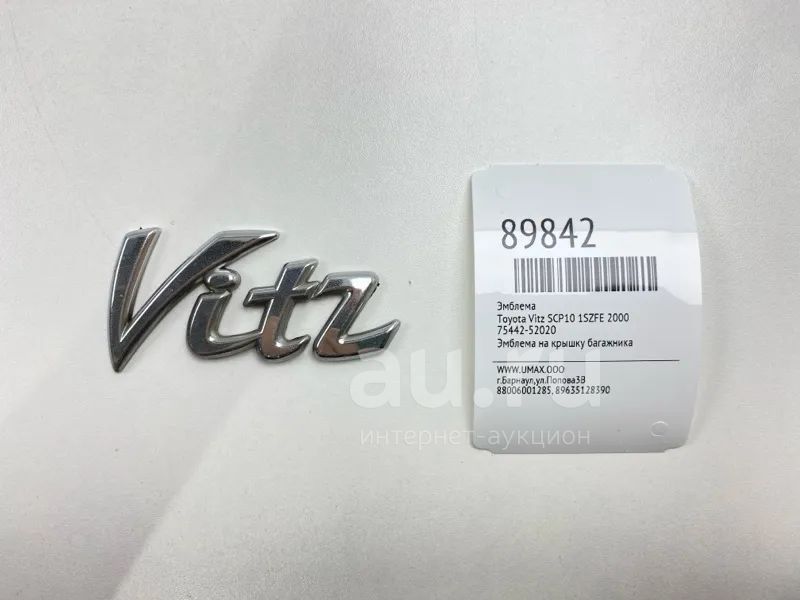 Vitz
89842
Эмблема
Toyota Vitz SCP10 1SZFE 2000
75442-52020
Эмблема на крышку багажника
WWW.UMAX.OOO
г.Барнаул,ул.Попова3В
88006001285, 89635128390
au.ru
интернет-аукцион